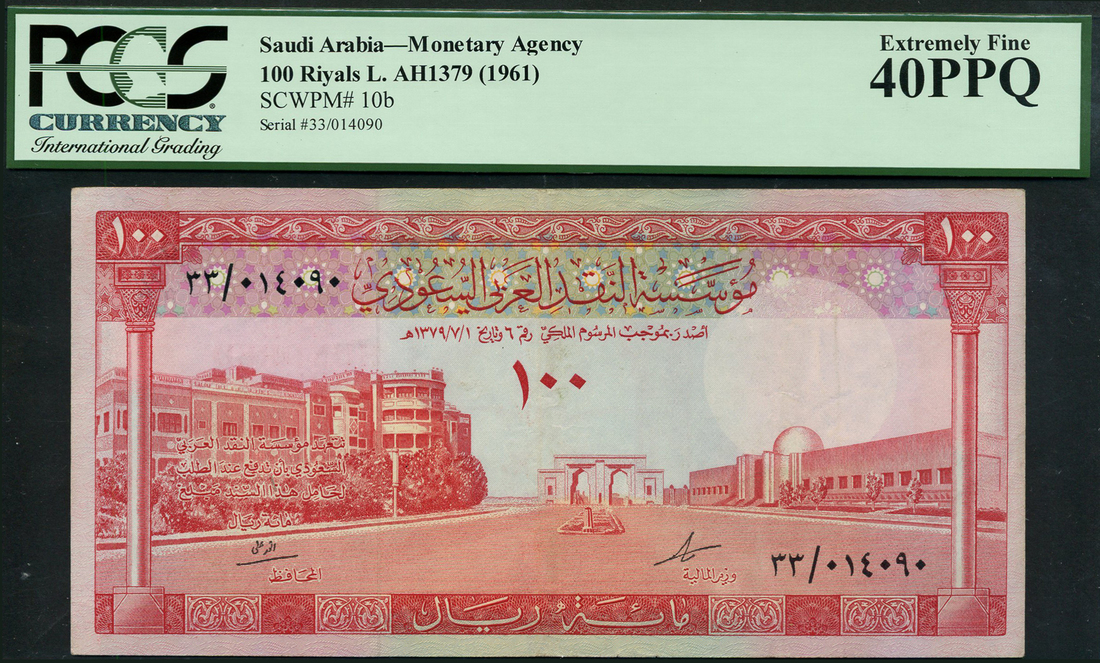 PCGS
CURRENCY
International Grading
Saudi Arabia—Monetary Agency
100 Riyals L. AH1379 (1961)
SCWPM# 10b
Serial #33/014090
Extremely Fine
40PPQ
١٠٠
١٠٠
مؤسسة النقد العربي السعودي
٣٣/٠١٤٠٩٠
أصدر بموجب المرسوم الملكي رقم ٦ وتاريخ ١٣٧٩/٧/١هـ
١٠٠
تتعهد مؤسسة النقد العربي
السعودي بأن تدفع عند الطلب
لحامل هذا السند مبلغ
مائة ريال
المحافظ
وزير المالية
٣٣/٠١٤٠٩٠
مائة ريال